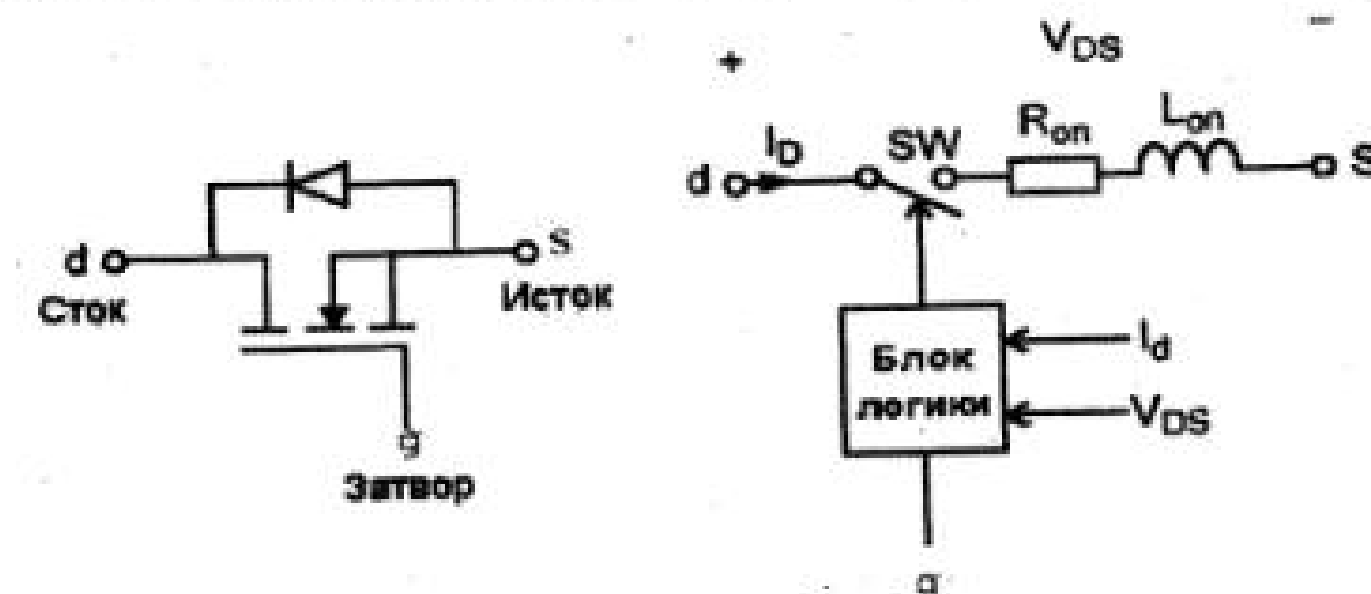 d
Сток
S
Исток
g
Затвор
+
V_DS
−
d
I_D
SW
R_on
L_on
S
Блок
логики
I_d
V_DS
g